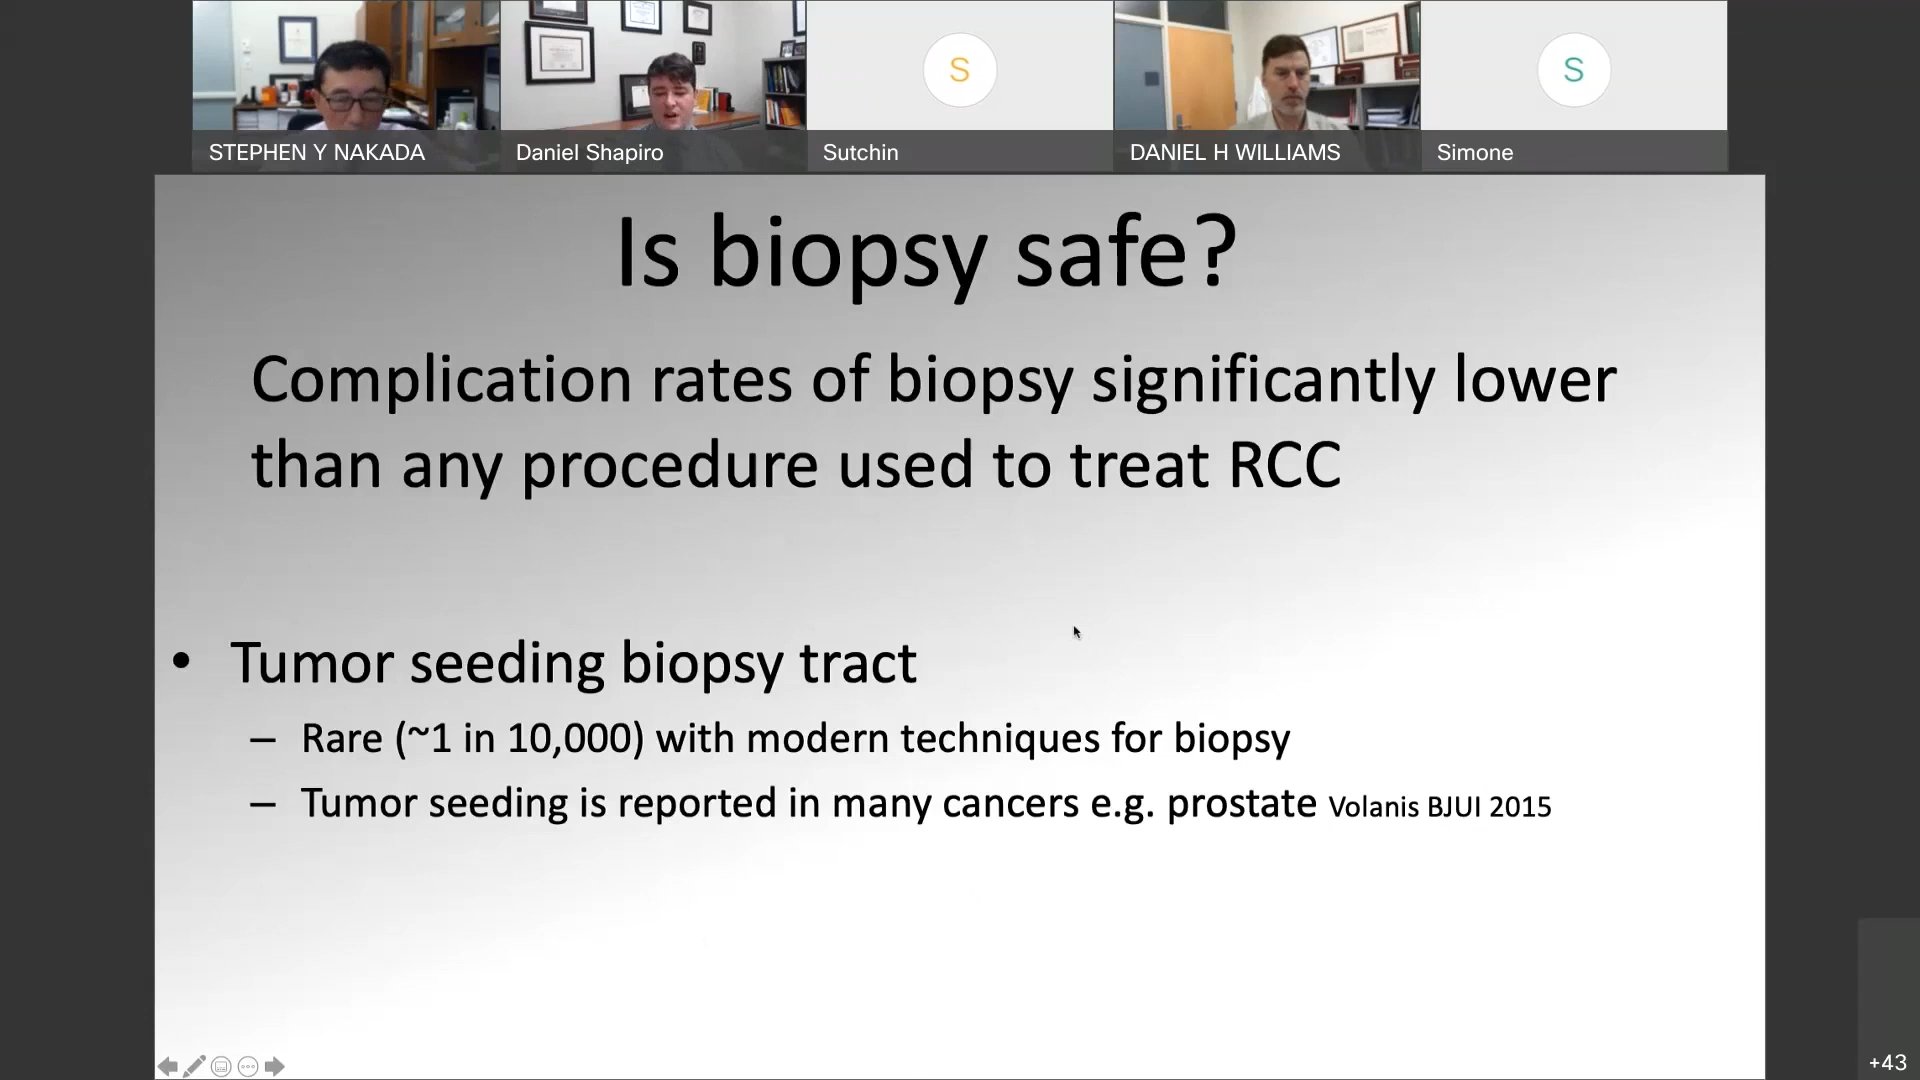 S
S
STEPHEN Y NAKADA
Daniel Shapiro
Sutchin
DANIEL H WILLIAMS
Simone
Is biopsy safe?
Complication rates of biopsy significantly lower
than any procedure used to treat RCC
• Tumor seeding biopsy tract
– Rare (~1 in 10,000) with modern techniques for biopsy
– Tumor seeding is reported in many cancers e.g. prostate Volanis BJUI 2015
+43